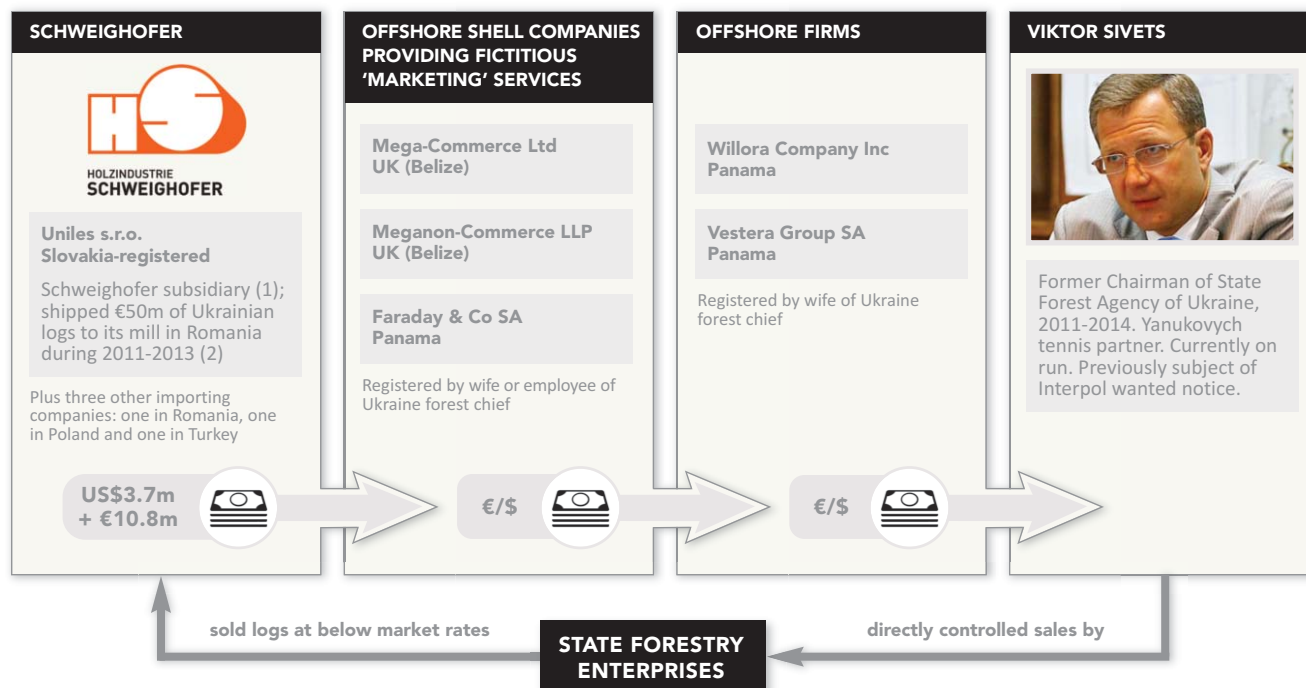 SCHWEIGHOFER
HS
HOLZINDUSTRIE
SCHWEIGHOFER
Uniles s.r.o.
Slovakia-registered
Schweighofer subsidiary (1);
shipped €50m of Ukrainian
logs to its mill in Romania
during 2011-2013 (2)
Plus three other importing
companies: one in Romania, one
in Poland and one in Turkey
US$3.7m
+ €10.8m
OFFSHORE SHELL COMPANIES
PROVIDING FICTITIOUS
‘MARKETING’ SERVICES
Mega-Commerce Ltd
UK (Belize)
Meganon-Commerce LLP
UK (Belize)
Faraday & Co SA
Panama
Registered by wife or employee of
Ukraine forest chief
€/$
OFFSHORE FIRMS
Willora Company Inc
Panama
Vestera Group SA
Panama
Registered by wife of Ukraine
forest chief
€/$
VIKTOR SIVETS
Former Chairman of State
Forest Agency of Ukraine,
2011-2014. Yanukovych
tennis partner. Currently on
run. Previously subject of
Interpol wanted notice.
sold logs at below market rates
STATE FORESTRY
ENTERPRISES
directly controlled sales by